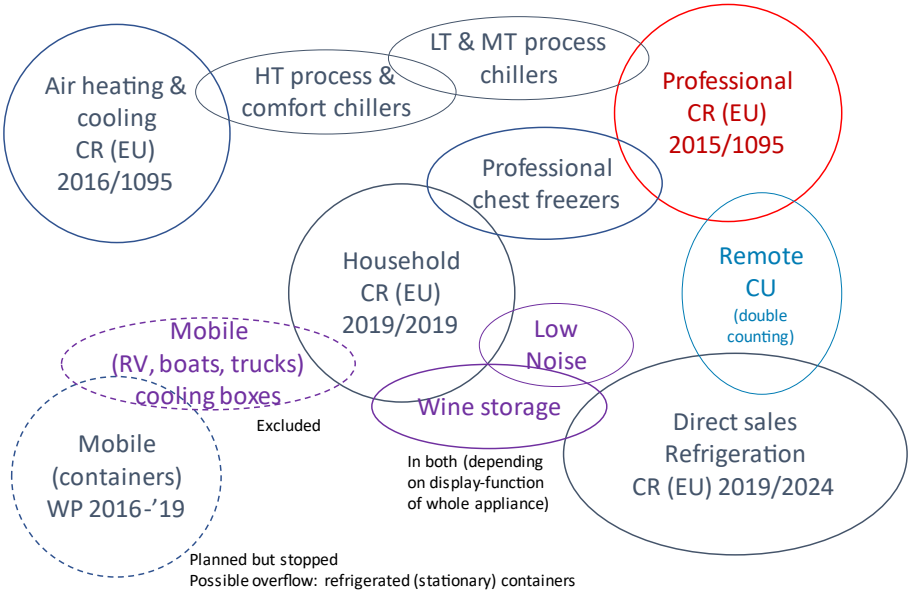 LT & MT process
chillers
HT process &
comfort chillers
Air heating &
cooling
CR (EU)
2016/1095
Professional
CR (EU)
2015/1095
Professional
chest freezers
Household
CR (EU)
2019/2019
Remote
CU
(double
counting)
Mobile
(RV, boats, trucks)
cooling boxes
Low
Noise
Wine storage
Excluded
Mobile
(containers)
WP 2016-’19
In both (depending
on display-function
of whole appliance)
Direct sales
Refrigeration
CR (EU) 2019/2024
Planned but stopped
Possible overflow: refrigerated (stationary) containers